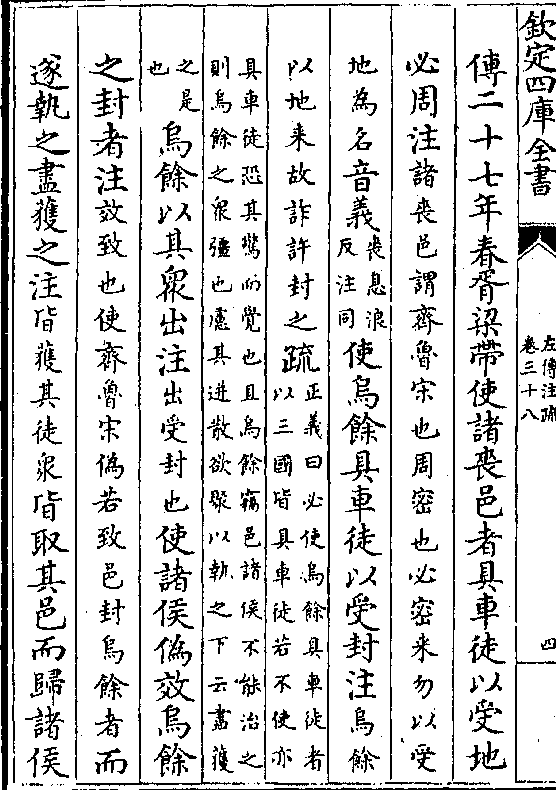 欽定四庫全書
左傳注疏
卷三十八
四
傳二十七年春胥梁帶使諸喪邑者具車徒以受地
必周注諸喪邑謂齊魯宋也周密也必密来勿以受
地為名音義喪息浪
反注同使烏餘具車徒以受封注烏餘
以地来故詐許封之疏正義曰必使烏餘具車徒者
以三國皆具車徒若不使亦
具車徒恐其驚而覺也且烏餘竊邑諸侯不能治之
則烏餘之衆彊也慮其迸散欲聚以執之下云盡獲
之是
也烏餘以其衆出注出受封也使諸侯偽效烏餘
之封者注效致也使齊魯宋偽若致邑封烏餘者而
遂執之盡獲之注皆獲其徒衆皆取其邑而歸諸侯